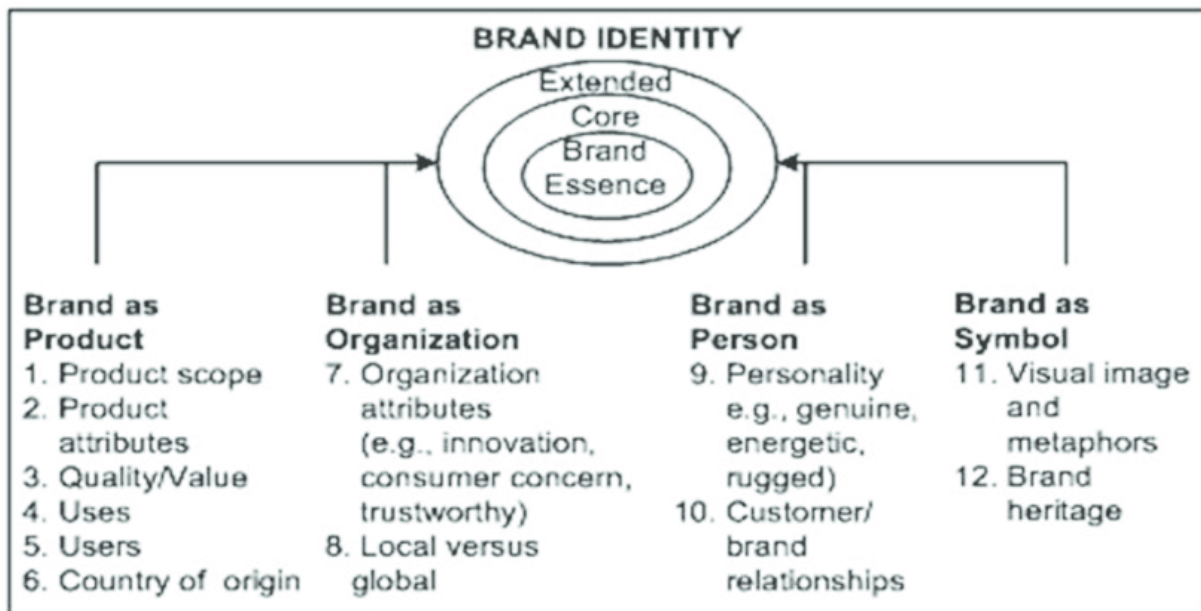 BRAND IDENTITY
Extended
Core
Brand
Essence
Brand as
Product
1. Product scope
2. Product
attributes
3. Quality/Value
4. Uses
5. Users
6. Country of origin
Brand as
Organization
7. Organization
attributes
(e.g., innovation,
consumer concern,
trustworthy)
8. Local versus
global
Brand as
Person
9. Personality
e.g., genuine,
energetic,
rugged)
10. Customer/
brand
relationships
Brand as
Symbol
11. Visual image
and
metaphors
12. Brand
heritage